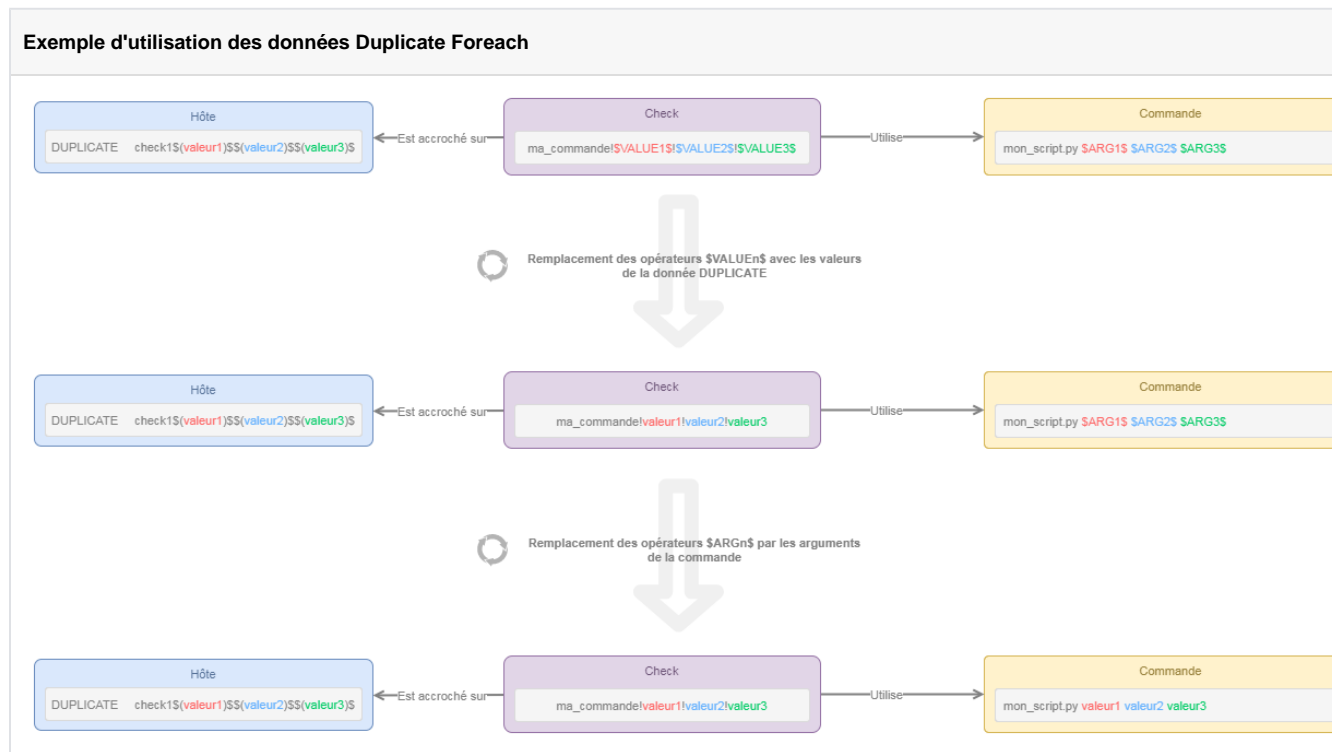 Exemple d'utilisation des données Duplicate Foreach
Hôte
DUPLICATE check1$(valeur1)$$(valeur2)$$(valeur3)$
Est accroché sur
Check
ma_commande!$VALUE1$!$VALUE2$!$VALUE3$
Utilise
Commande
mon_script.py $ARG1$ $ARG2$ $ARG3$
Remplacement des opérateurs $VALUEn$ avec les valeurs
de la donnée DUPLICATE
Hôte
DUPLICATE check1$(valeur1)$$(valeur2)$$(valeur3)$
Est accroché sur
Check
ma_commande!valeur1!valeur2!valeur3
Utilise
Commande
mon_script.py $ARG1$ $ARG2$ $ARG3$
Remplacement des opérateurs $ARGn$ par les arguments
de la commande
Hôte
DUPLICATE check1$(valeur1)$$(valeur2)$$(valeur3)$
Est accroché sur
Check
ma_commande!valeur1!valeur2!valeur3
Utilise
Commande
mon_script.py valeur1 valeur2 valeur3